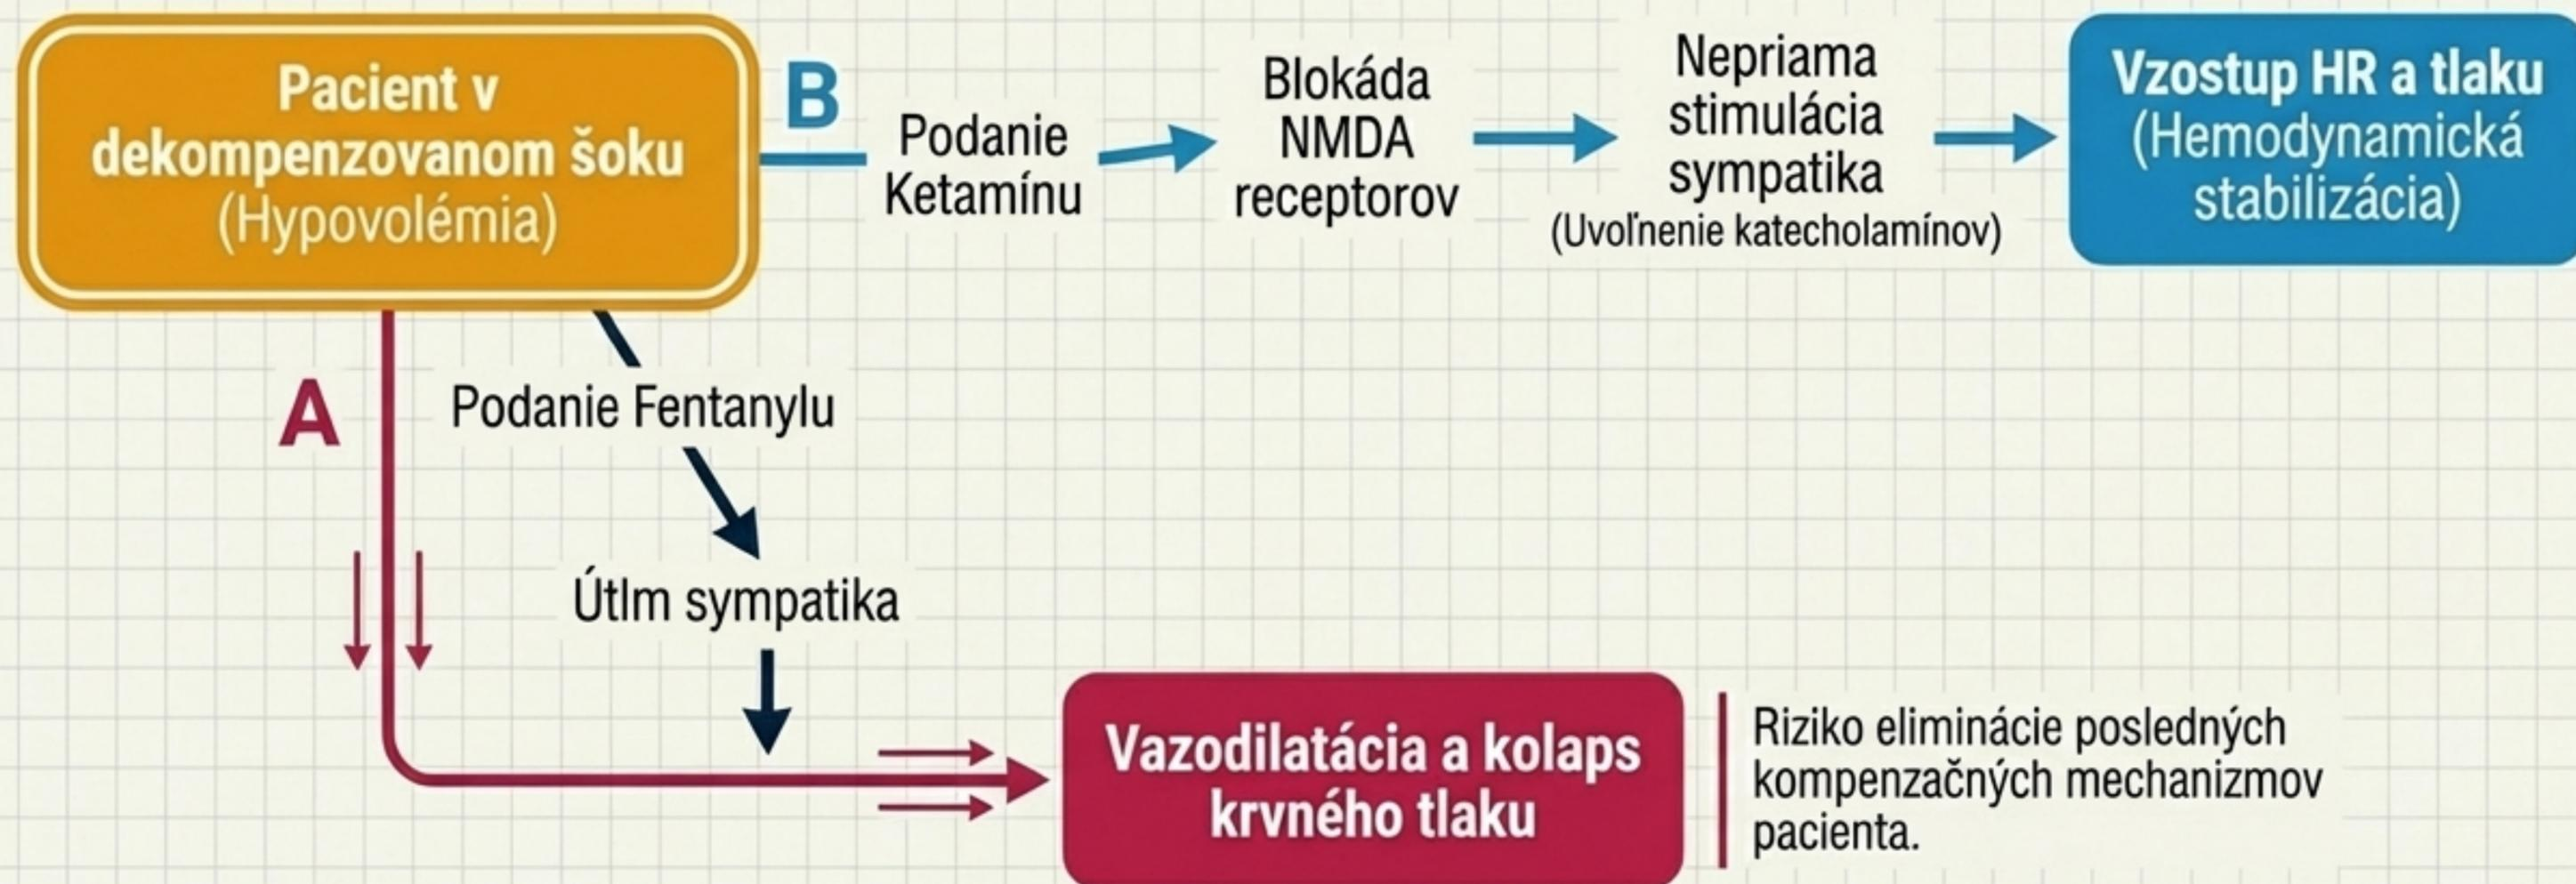 Pacient v
dekompenzovanom šoku
(Hypovolémia)
B
Podanie
Ketamínu
Blokáda
NMDA
receptorov
Nepriama
stimulácia
sympatika
(Uvoľnenie katecholamínov)
Vzostup HR a tlaku
(Hemodynamická
stabilizácia)
A
Podanie Fentanylu
Útlm sympatika
Vazodilatácia a kolaps
krvného tlaku
Riziko eliminácie posledných
kompenzačných mechanizmov
pacienta.